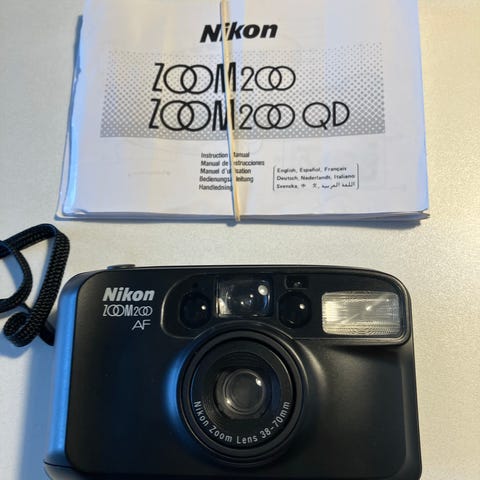 Nikon
ZOOM200
ZOOM200 QD
Instruction Manual
Manual de instrucciones
Manuel d'utilisation
Bedienungsanleitung
Handledning
English, Español, Français
Deutsch, Nederlandt, Italiano
Svenska, 中 文, اللغة العربية
Nikon
ZOOM200
AF
Nikon Zoom Lens 38-70mm